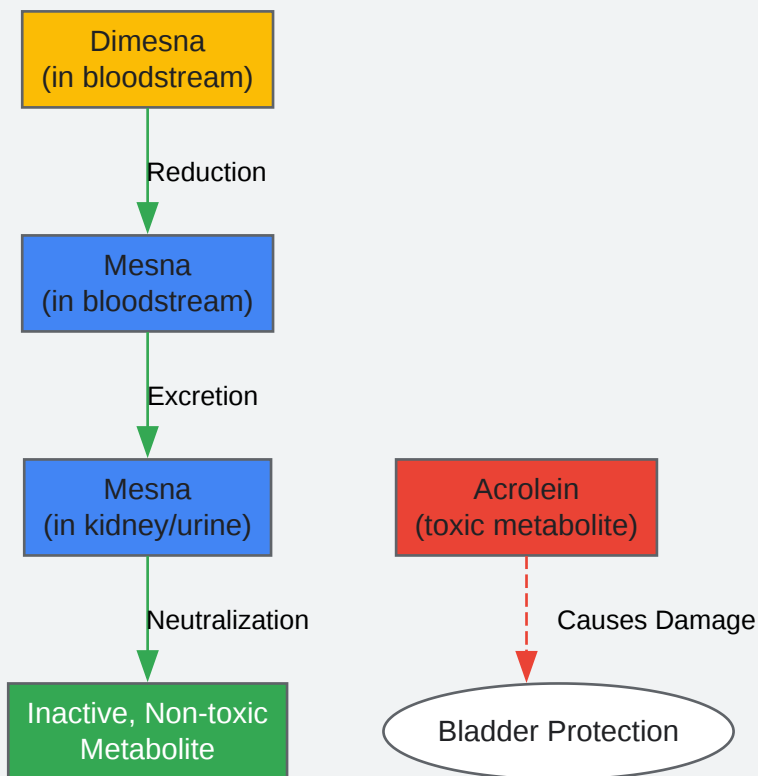 Dimesna
(in bloodstream)
Reduction
Mesna
(in bloodstream)
Excretion
Mesna
(in kidney/urine)
Acrolein
(toxic metabolite)
Neutralization
Causes Damage
Inactive, Non-toxic
Metabolite
Bladder Protection